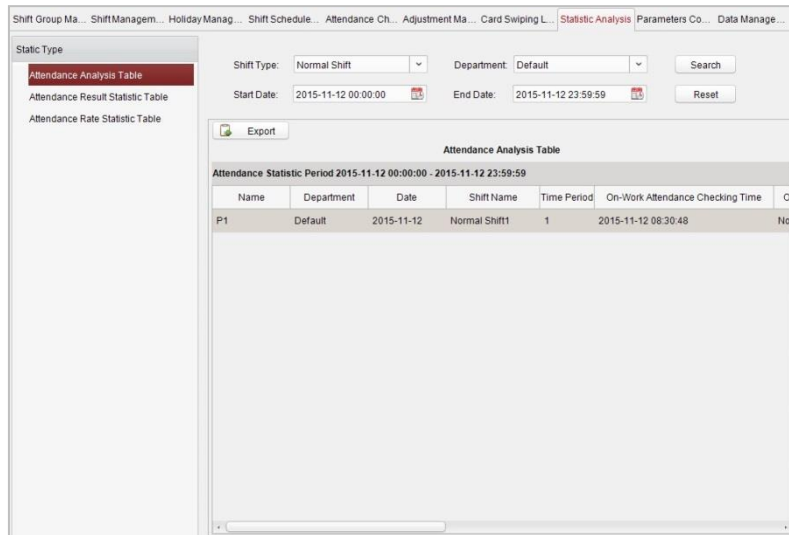 Shift Group Ma... Shift Managem... Holiday Manag... Shift Schedule... Attendance Ch... Adjustment Ma... Card Swiping L... Statistic Analysis Parameters Co... Data Manage...
Static Type
Attendance Analysis Table
Attendance Result Statistic Table
Attendance Rate Statistic Table
Shift Type: Normal Shift Department: Default Search
Start Date: 2015-11-12 00:00:00 End Date: 2015-11-12 23:59:59 Reset
Export
Attendance Analysis Table
Attendance Statistic Period 2015-11-12 00:00:00 - 2015-11-12 23:59:59
Name Department Date Shift Name Time Period On-Work Attendance Checking Time
P1 Default 2015-11-12 Normal Shift1 1 2015-11-12 08:30:48